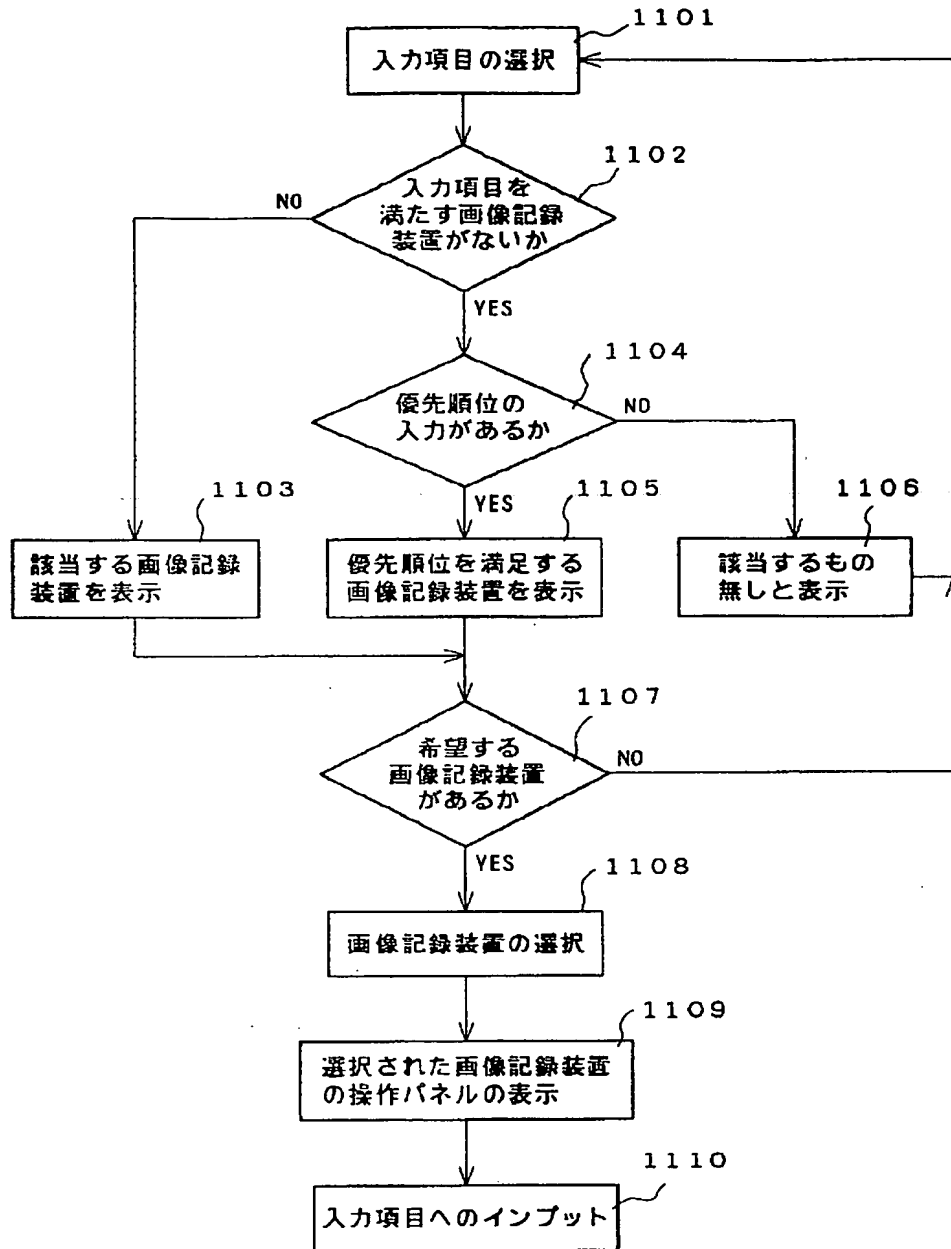 1101
入力項目の選択
1102
入力項目を
満たす画像記録
装置がないか
NO
YES
1104
優先順位の
入力があるか
NO
YES
1103
該当する画像記録
装置を表示
1105
優先順位を満足する
画像記録装置を表示
1106
該当するもの
無しと表示
1107
希望する
画像記録装置
があるか
NO
YES
1108
画像記録装置の選択
1109
選択された画像記録装置
の操作パネルの表示
1110
入力項目へのインプット